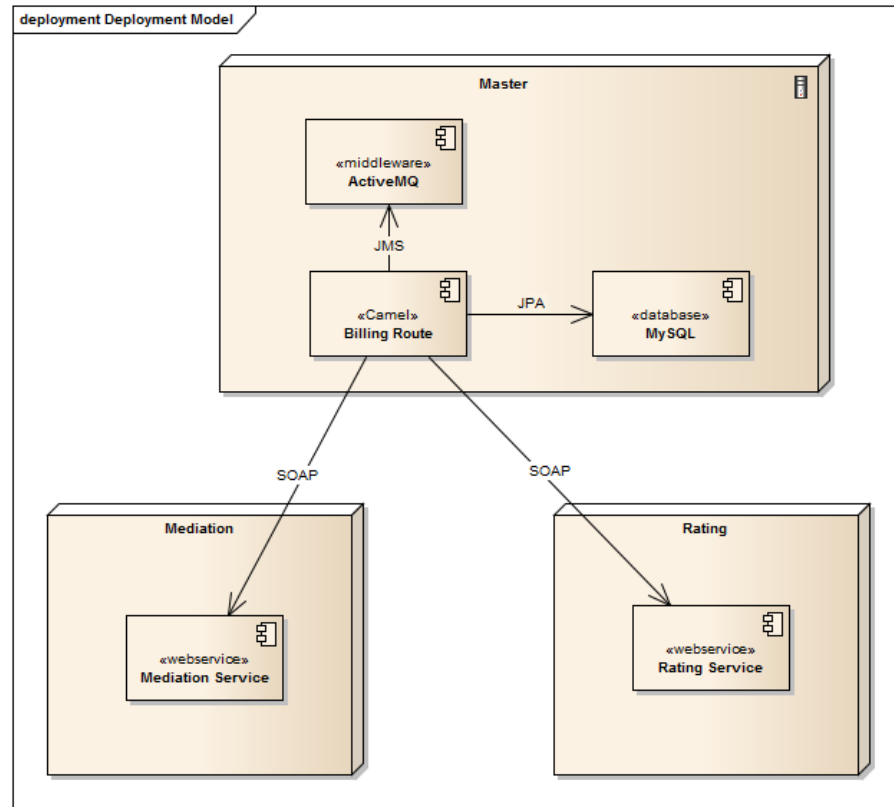 deployment Deployment Model
Master
«middleware»
ActiveMQ
JMS
«Camel»
Billing Route
JPA
«database»
MySQL
SOAP
SOAP
Mediation
«webservice»
Mediation Service
Rating
«webservice»
Rating Service